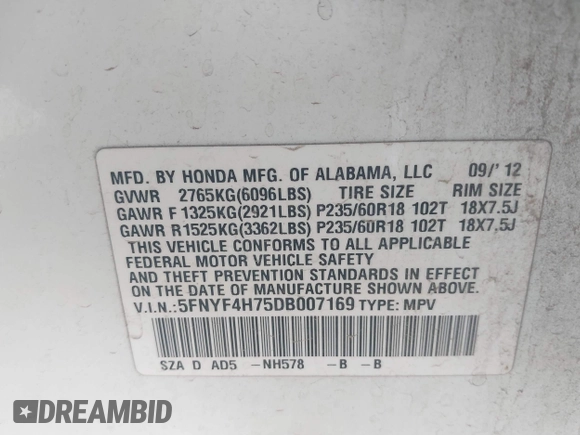 MFD. BY HONDA MFG. OF ALABAMA, LLC 09/'12
GVWR 2765KG(6096LBS) TIRE SIZE RIM SIZE
GAWR F 1325KG(2921LBS) P235/60R18 102T 18X7.5J
GAWR R1525KG(3362LBS) P235/60R18 102T 18X7.5J
THIS VEHICLE CONFORMS TO ALL APPLICABLE
FEDERAL MOTOR VEHICLE SAFETY
AND THEFT PREVENTION STANDARDS IN EFFECT
ON THE DATE OF MANUFACTURE SHOWN ABOVE.
V.I.N.:5FNYF4H75DB007169 TYPE: MPV
SZA D AD5 -NH578 -B -B
DREAMBID